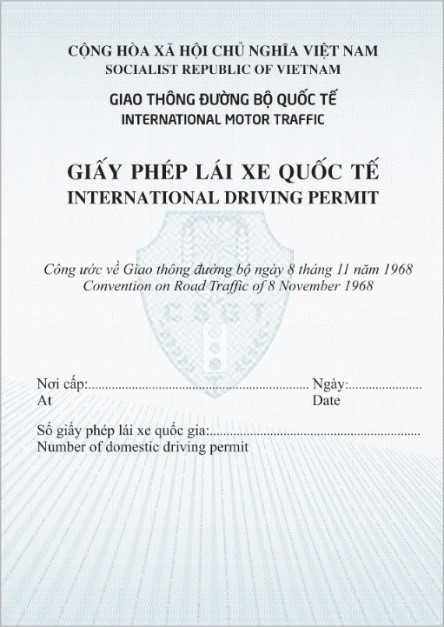 CỘNG HÒA XÃ HỘI CHỦ NGHĨA VIỆT NAM
SOCIALIST REPUBLIC OF VIETNAM
GIAO THÔNG ĐƯỜNG BỘ QUỐC TẾ
INTERNATIONAL MOTOR TRAFFIC
GIẤY PHÉP LÁI XE QUỐC TẾ
INTERNATIONAL DRIVING PERMIT
Công ước về Giao thông đường bộ ngày 8 tháng 11 năm 1968
Convention on Road Traffic of 8 November 1968
CSGT
Nơi cấp:.......................................................... Ngày:....................
At Date
Số giấy phép lái xe quốc gia:........................................................
Number of domestic driving permit